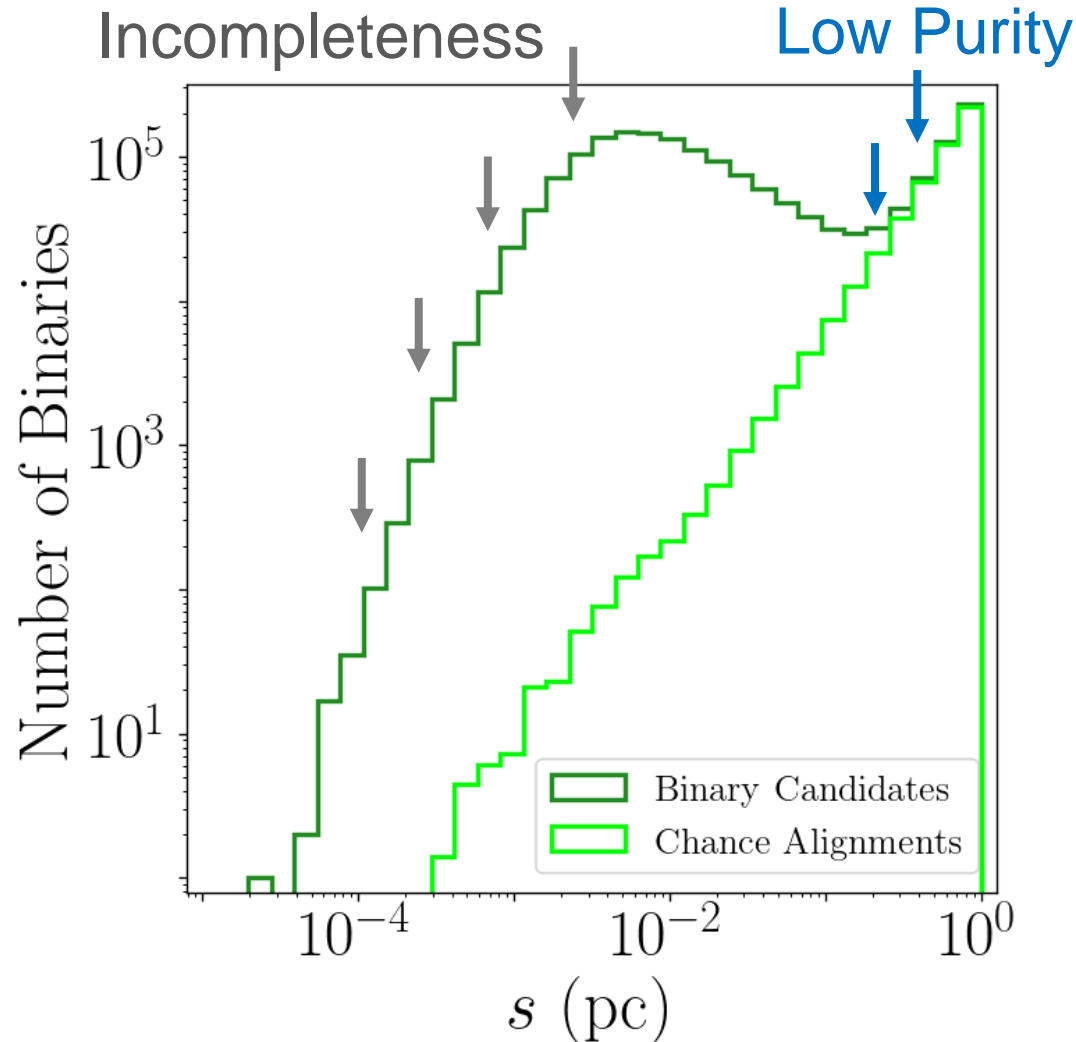 Incompleteness
Low Purity
Number of Binaries
10^5
10^3
10^1
Binary Candidates
Chance Alignments
10^-4
10^-2
10^0
s (pc)